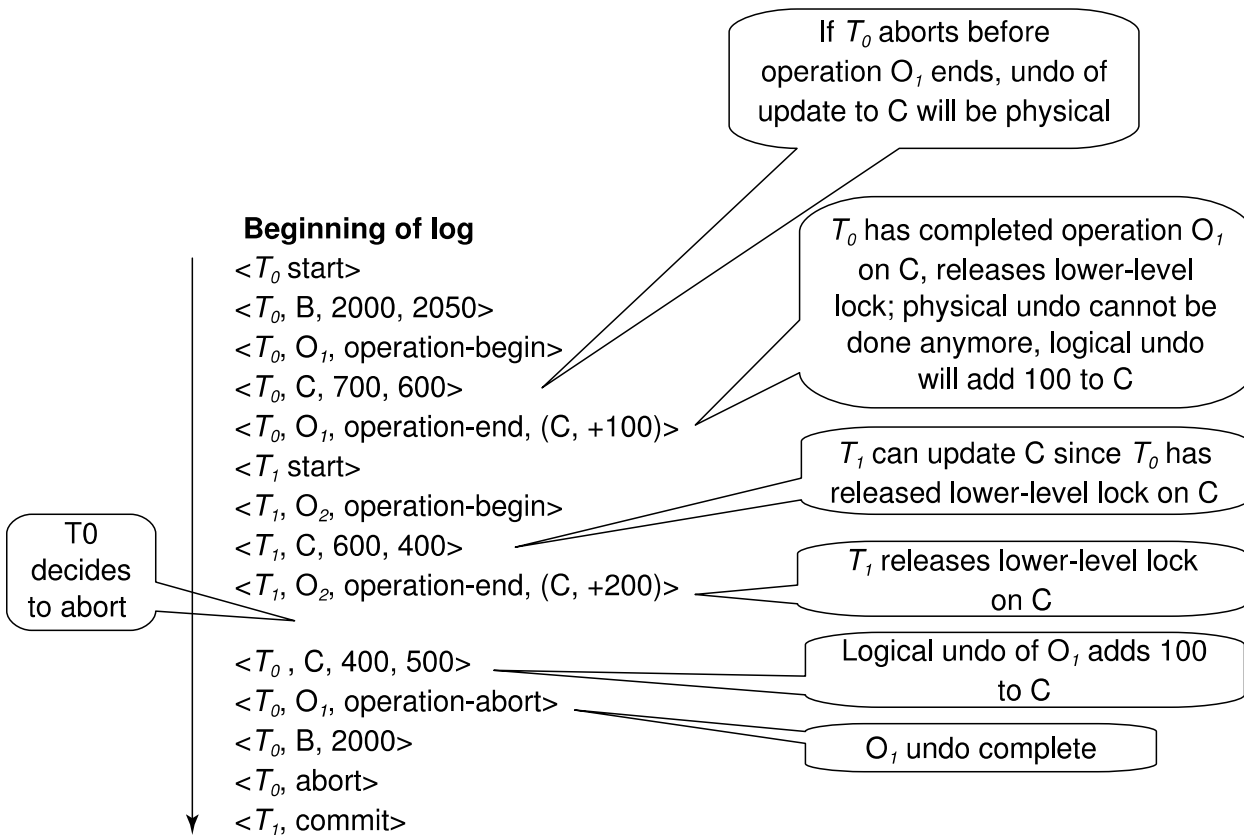 If T0 aborts before
operation O1 ends, undo of
update to C will be physical
Beginning of log
<T0 start>
<T0, B, 2000, 2050>
<T0, O1, operation-begin>
<T0, C, 700, 600>
<T0, O1, operation-end, (C, +100)>
<T1 start>
<T1, O2, operation-begin>
<T1, C, 600, 400>
<T1, O2, operation-end, (C, +200)>
<T0 , C, 400, 500>
<T0, O1, operation-abort>
<T0, B, 2000>
<T0, abort>
<T1, commit>
T0 has completed operation O1
on C, releases lower-level
lock; physical undo cannot be
done anymore, logical undo
will add 100 to C
T1 can update C since T0 has
released lower-level lock on C
T0
decides
to abort
T1 releases lower-level lock
on C
Logical undo of O1 adds 100
to C
O1 undo complete